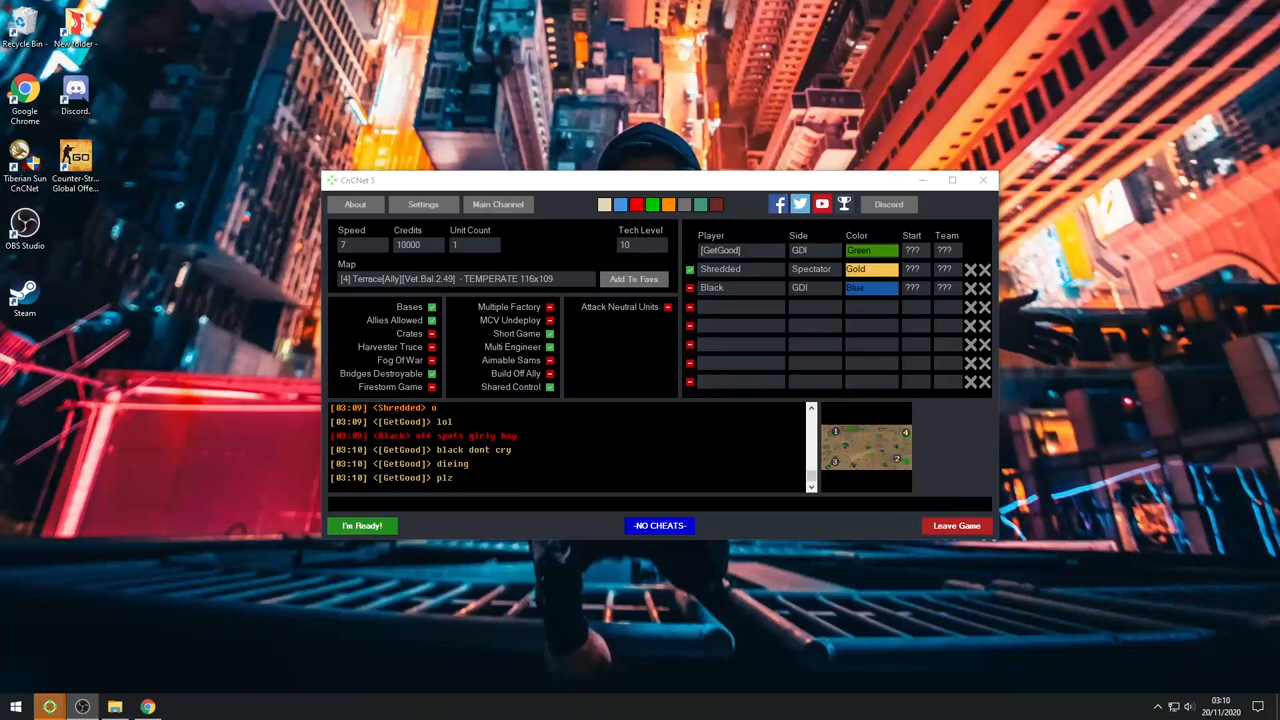 Recycle Bin -
New folder -
Google
Chrome
Discord.
Tiberian Sun
CnCNet
Counter-Str...
Global Offe...
OBS Studio
Steam
CnCNet 5
About
Settings
Main Channel
Discord
Speed
Credits
Unit Count
Tech Level
7
10000
1
10
Map
[4] Terrace[Ally][Vet.Bal.2.49] - TEMPERATE 116x109
Add To Favs
Player
Side
Color
Start
Team
[GetGood]
GDI
Green
???
???
Shredded
Spectator
Gold
???
???
Black
GDI
Blue
???
???
Bases
Allies Allowed
Crates
Harvester Truce
Fog Of War
Bridges Destroyable
Firestorm Game
Multiple Factory
MCV Undeploy
Short Game
Multi Engineer
Aimable Sams
Build Off Ally
Shared Control
Attack Neutral Units
[03:09] <Shredded> o
[03:09] <[GetGood]> lol
[03:09] <Black> off spots girly boy
[03:10] <[GetGood]> black dont cry
[03:10] <[GetGood]> dieing
[03:10] <[GetGood]> plz
1
4
3
2
I'm Ready!
-NO CHEATS-
Leave Game
03:10
20/11/2020